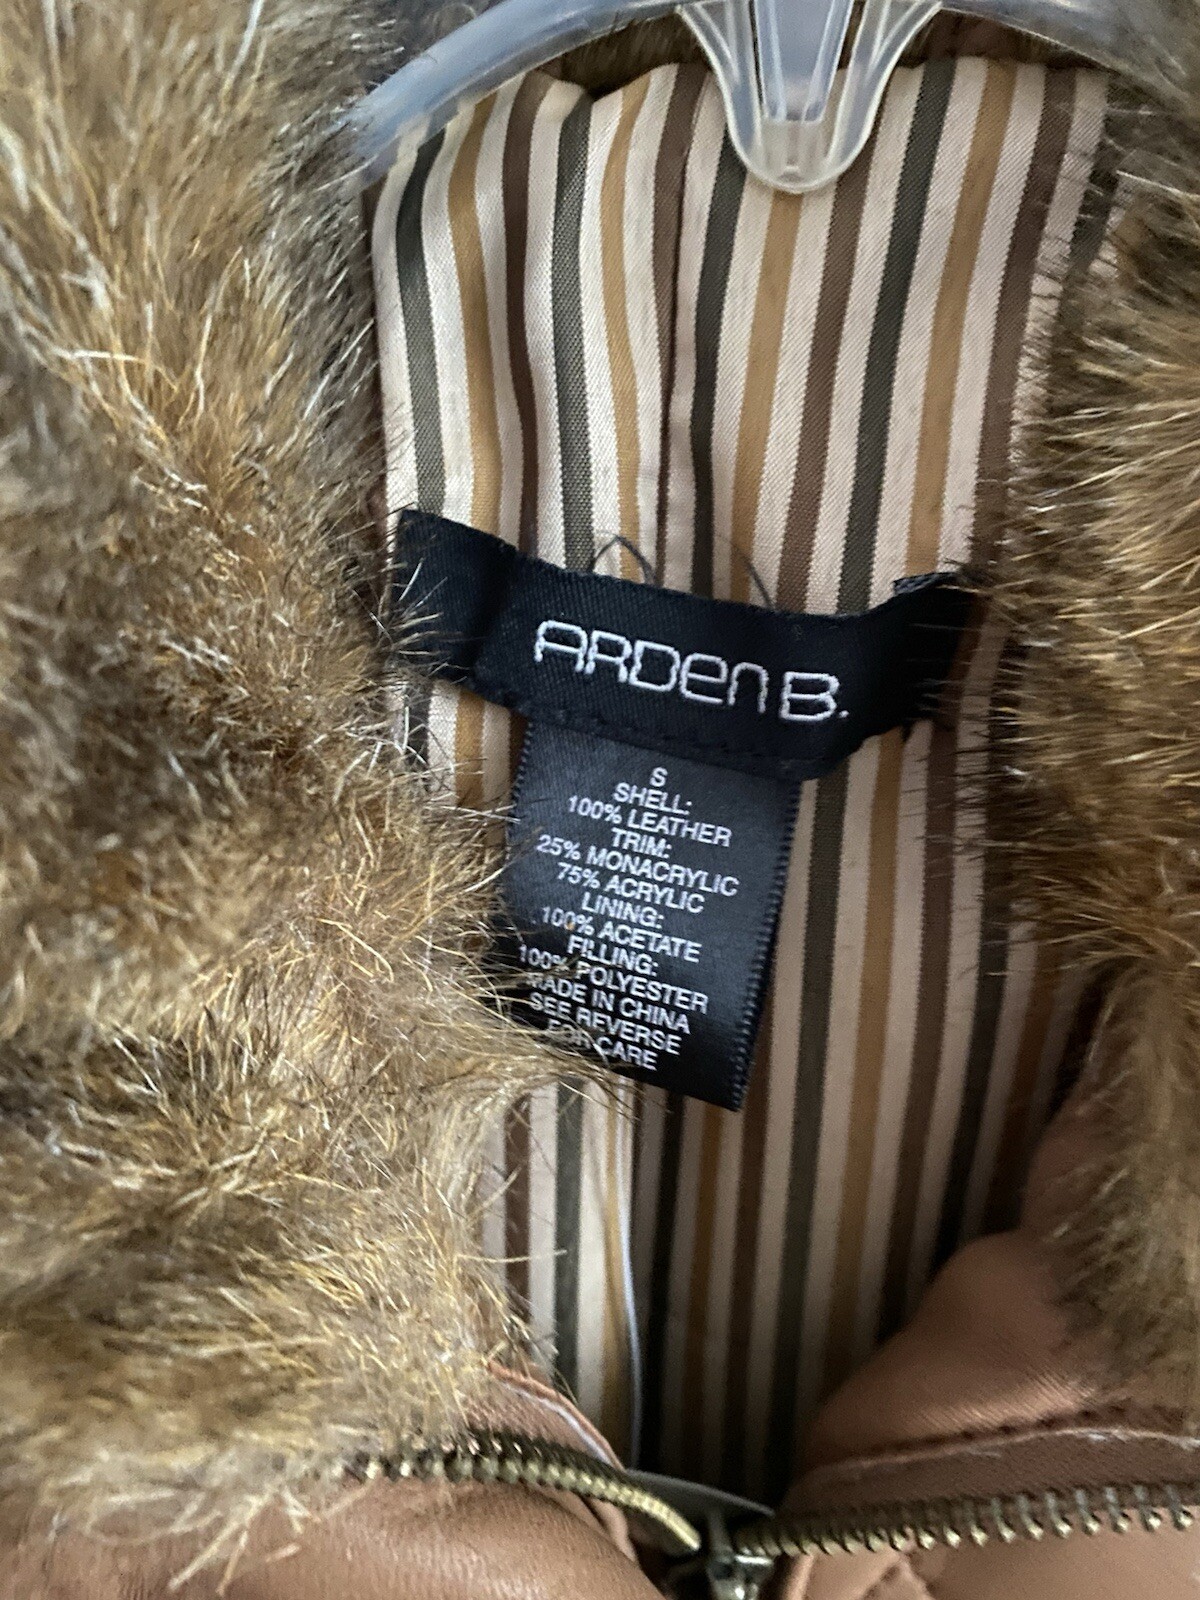 ARDEN B.
S
SHELL:
100% LEATHER
TRIM:
25% MONACRYLIC
75% ACRYLIC
LINING:
100% ACETATE
FILLING:
100% POLYESTER
MADE IN CHINA
SEE REVERSE
FOR CARE